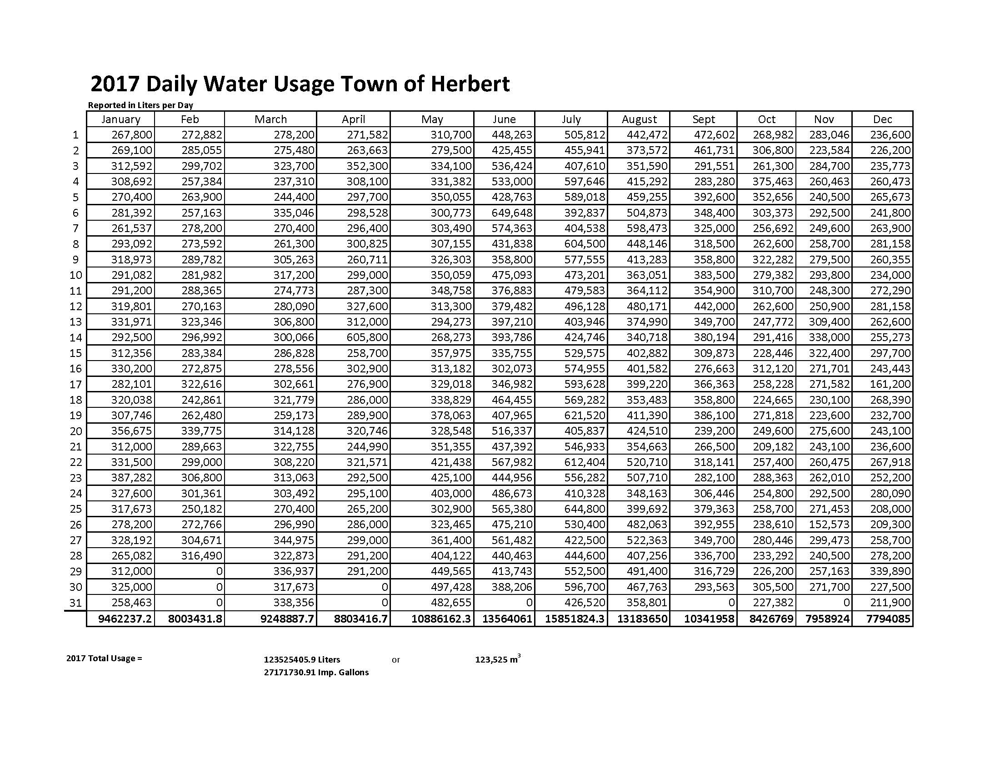 2017 Daily Water Usage Town of Herbert
Reported in Liters per Day
January Feb March April May June July August Sept Oct Nov Dec
1 267,800 272,882 278,200 271,582 310,700 448,263 505,812 442,472 472,602 268,982 283,046 236,600
2 269,100 285,055 275,480 263,663 279,500 425,455 455,941 373,572 461,731 306,800 223,584 226,200
3 312,592 299,702 323,700 352,300 334,100 536,424 407,610 351,590 291,551 261,300 284,700 235,773
4 308,692 257,384 237,310 308,100 331,382 533,000 597,646 415,292 283,280 375,463 260,463 260,473
5 270,400 263,900 244,400 297,700 350,055 428,763 589,018 459,255 392,600 352,656 240,500 265,673
6 281,392 257,163 335,046 298,528 300,773 649,648 392,837 504,873 348,400 303,373 292,500 241,800
7 261,537 278,200 270,400 296,400 303,490 574,363 404,538 598,473 325,000 256,692 249,600 263,900
8 293,092 273,592 261,300 300,825 307,155 431,838 604,500 448,146 318,500 262,600 258,700 281,158
9 318,973 289,782 305,263 260,711 326,303 358,800 577,555 413,283 358,800 322,282 279,500 260,355
10 291,082 281,982 317,200 299,000 350,059 475,093 473,201 363,051 383,500 279,382 293,800 234,000
11 291,200 288,365 274,773 287,300 348,758 376,883 479,583 364,112 354,900 310,700 248,300 272,290
12 319,801 270,163 280,090 327,600 313,300 379,482 496,128 480,171 442,000 262,600 250,900 281,158
13 331,971 323,346 306,800 312,000 294,273 397,210 403,946 374,990 349,700 247,772 309,400 262,600
14 292,500 296,992 300,066 605,800 268,273 393,786 424,746 340,718 380,194 291,416 338,000 255,273
15 312,356 283,384 286,828 258,700 357,975 335,755 529,575 402,882 309,873 228,446 322,400 297,700
16 330,200 272,875 278,556 302,900 313,182 302,073 574,955 401,582 276,663 312,120 271,701 243,443
17 282,101 322,616 302,661 276,900 329,018 346,982 593,628 399,220 366,363 258,228 271,582 161,200
18 320,038 242,861 321,779 286,000 338,829 464,455 569,282 353,483 358,800 224,665 230,100 268,390
19 307,746 262,480 259,173 289,900 378,063 407,965 621,520 411,390 386,100 271,818 223,600 232,700
20 356,675 339,775 314,128 320,746 328,548 516,337 405,837 424,510 239,200 249,600 275,600 243,100
21 312,000 289,663 322,755 244,990 351,355 437,392 546,933 354,663 266,500 209,182 243,100 236,600
22 331,500 299,000 308,220 321,571 421,438 567,982 612,404 520,710 318,141 257,400 260,475 267,918
23 387,282 306,800 313,063 292,500 425,100 444,956 556,282 507,710 282,100 288,363 262,010 252,200
24 327,600 301,361 303,492 295,100 403,000 486,673 410,328 348,163 306,446 254,800 292,500 280,090
25 317,673 250,182 270,400 265,200 302,900 565,380 644,800 399,692 379,363 258,700 271,453 208,000
26 278,200 272,766 296,990 286,000 323,465 475,210 530,400 482,063 392,955 238,610 152,573 209,300
27 328,192 304,671 344,975 299,000 361,400 561,482 422,500 522,363 349,700 280,446 299,473 258,700
28 265,082 316,490 322,873 291,200 404,122 440,463 444,600 407,256 336,700 233,292 240,500 278,200
29 312,000 0 336,937 291,200 449,565 413,743 552,500 491,400 316,729 226,200 257,163 339,890
30 325,000 0 317,673 0 497,428 388,206 596,700 467,763 293,563 305,500 271,700 227,500
31 258,463 0 338,356 0 482,655 0 426,520 358,801 0 227,382 0 211,900
9462237.2 8003431.8 9248887.7 8803416.7 10886162.3 13564061 15851824.3 13183650 10341958 8426769 7958924 7794085
2017 Total Usage = 123525405.9 Liters or 123,525 m³
27171730.91 Imp. Gallons